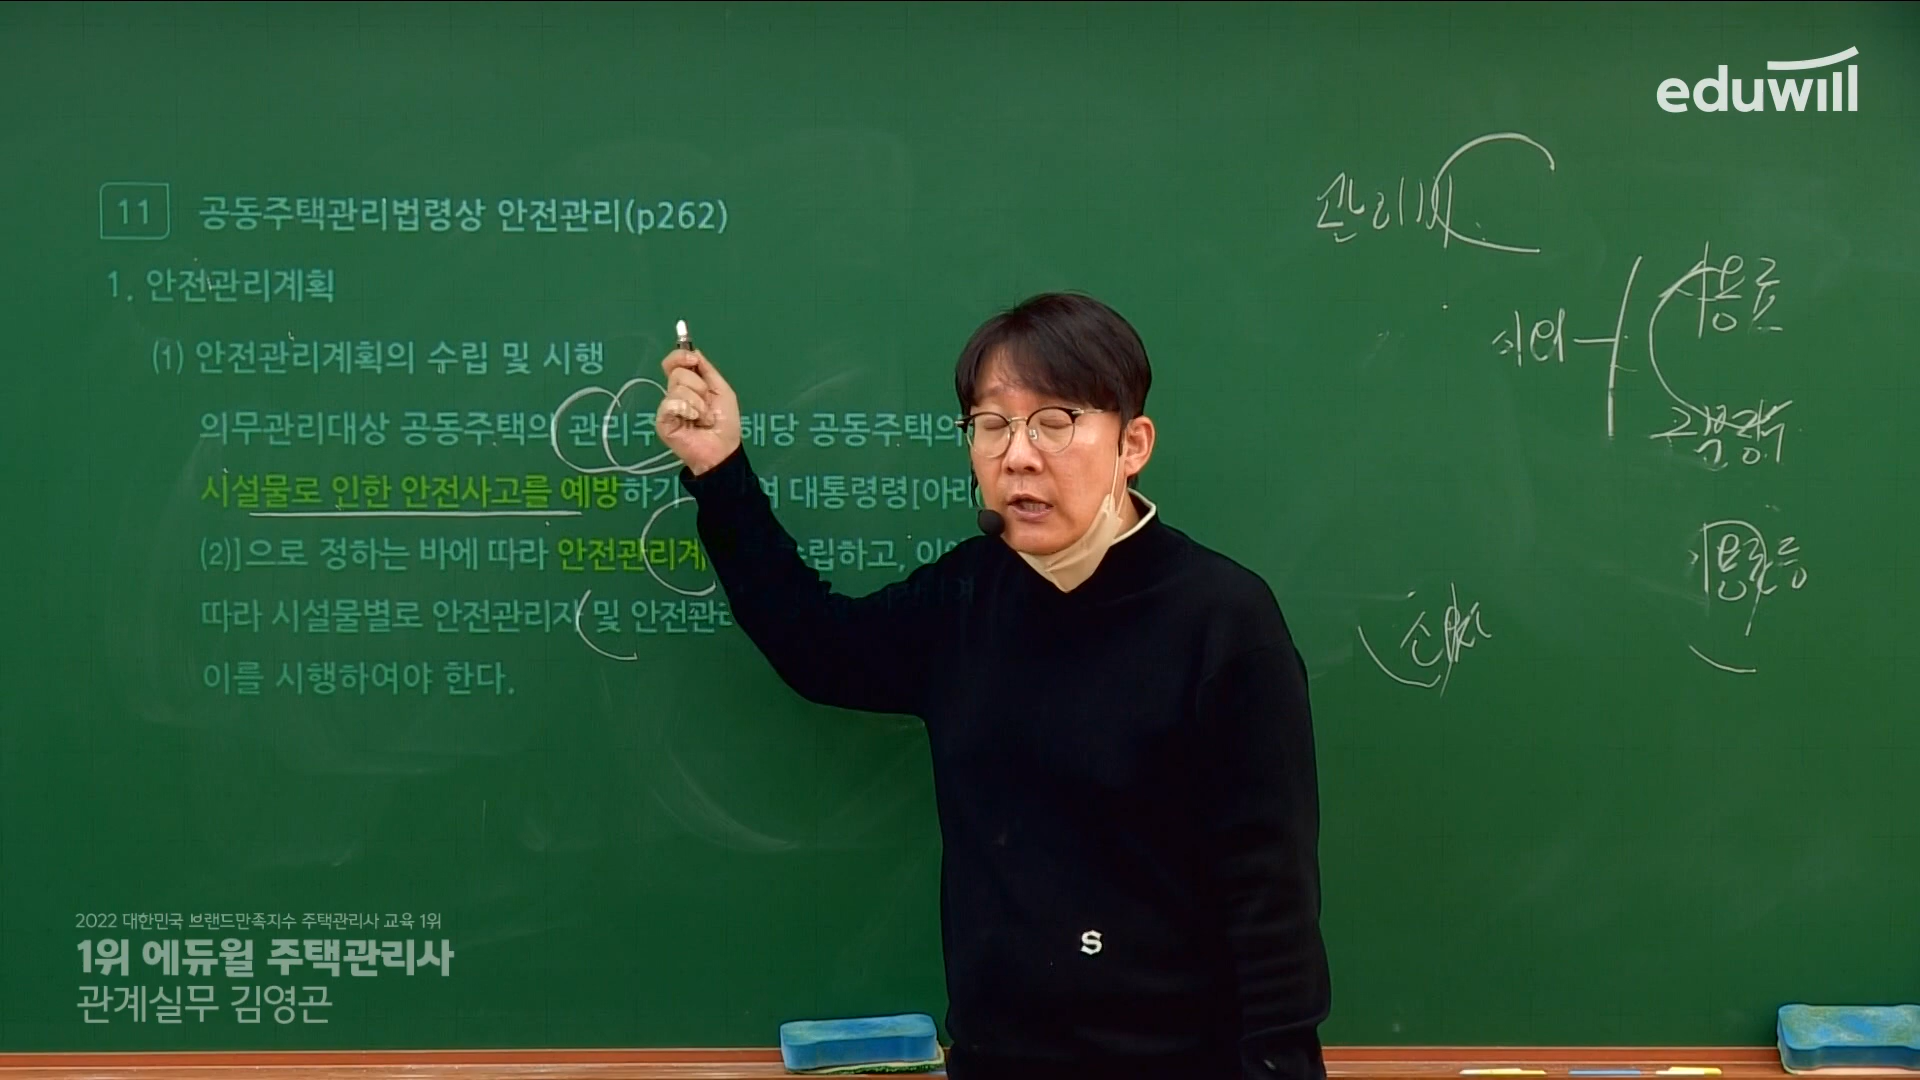 eduwill
11 공동주택관리법령상 안전관리(p262)
1. 안전관리계획
(1) 안전관리계획의 수립 및 시행
의무관리대상 공동주택의 관리주 해당 공동주택의
시설물로 인한 안전사고를 예방하기 여 대통령령[아래
(2)]으로 정하는 바에 따라 안전관리계 수립하고, 이에
따라 시설물별로 안전관리자 및 안전관리
이를 시행하여야 한다.
관리비
사용료
2022 대한민국 브랜드만족지수 주택관리사 교육 1위
1위 에듀윌 주택관리사
관계실무 김영곤
S